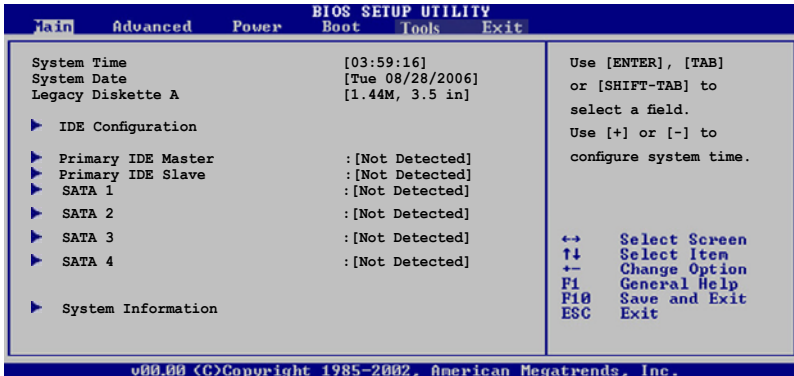 BIOS SETUP UTILITY
Main Advanced Power Boot Tools Exit
System Time [03:59:16]
System Date [Tue 08/28/2006]
Legacy Diskette A [1.44M, 3.5 in]
IDE Configuration
Primary IDE Master :[Not Detected]
Primary IDE Slave :[Not Detected]
SATA 1 :[Not Detected]
SATA 2 :[Not Detected]
SATA 3 :[Not Detected]
SATA 4 :[Not Detected]
System Information
Use [ENTER], [TAB]
or [SHIFT-TAB] to
select a field.
Use [+] or [-] to
configure system time.
←→ Select Screen
↑↓ Select Item
+- Change Option
F1 General Help
F10 Save and Exit
ESC Exit
v00.00 (C)Copyright 1985-2002, American Megatrends, Inc.